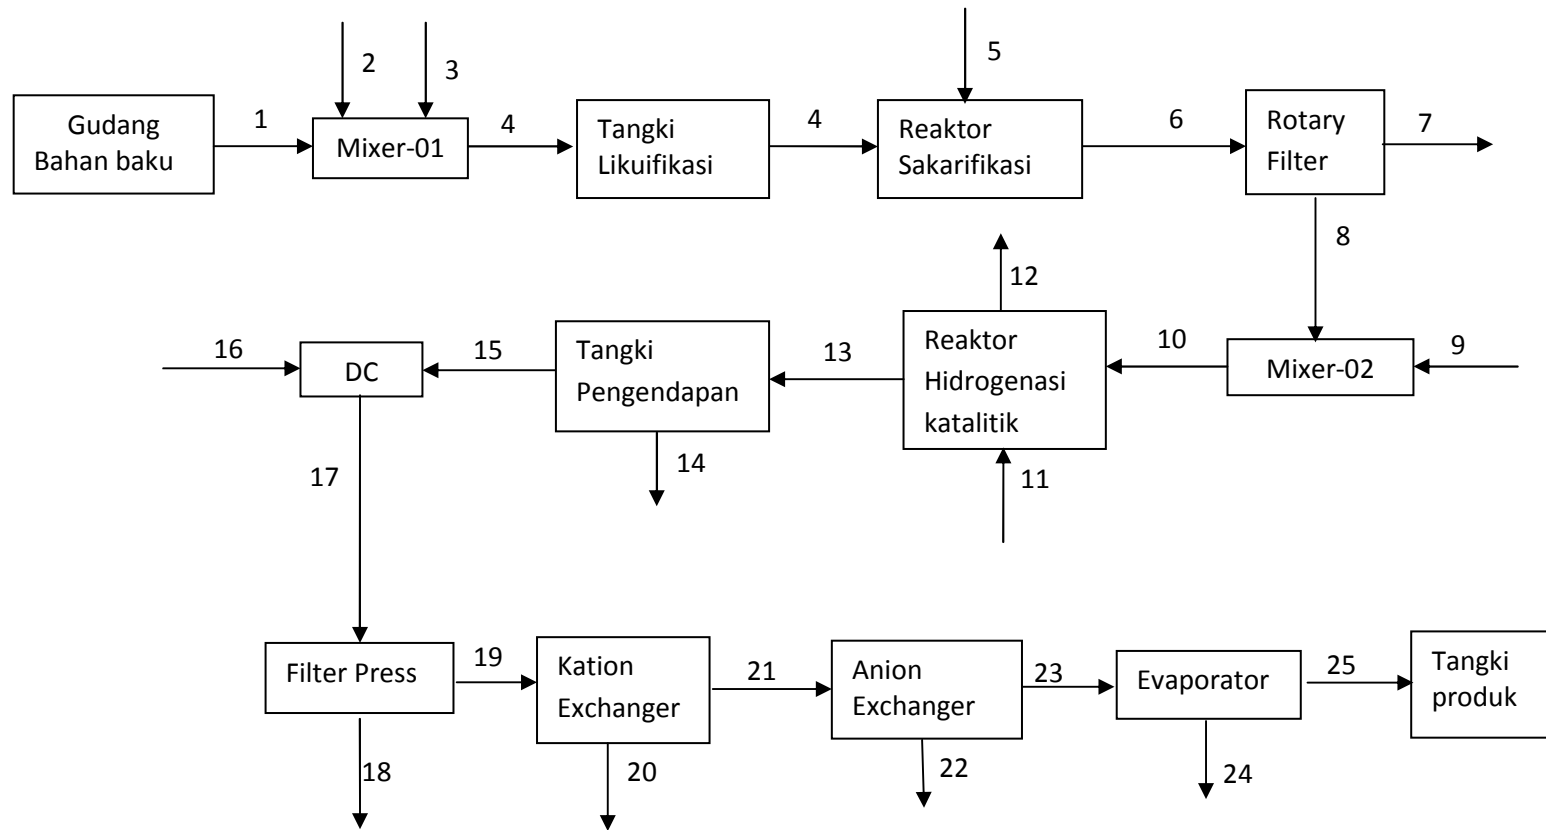 2
3
5
Gudang
Bahan baku
1
Mixer-01
4
Tangki
Likuifikasi
4
Reaktor
Sakarifikasi
6
Rotary
Filter
7
8
12
16
DC
15
Tangki
Pengendapan
13
Reaktor
Hidrogenasi
katalitik
10
Mixer-02
9
14
11
17
Filter Press
19
Kation
Exchanger
21
Anion
Exchanger
23
Evaporator
25
Tangki
produk
18
20
22
24